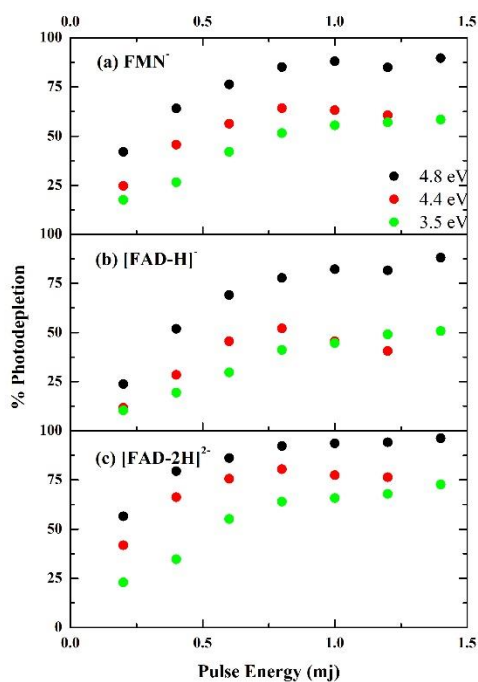 0.0 0.5 1.0 1.5
100
(a) FMN⁻
75
50
25
4.8 eV
4.4 eV
3.5 eV
100
(b) [FAD-H]⁻
75
50
25
% Photodepletion
100
(c) [FAD-2H]²⁻
75
50
25
0
0.0 0.5 1.0 1.5
Pulse Energy (mj)